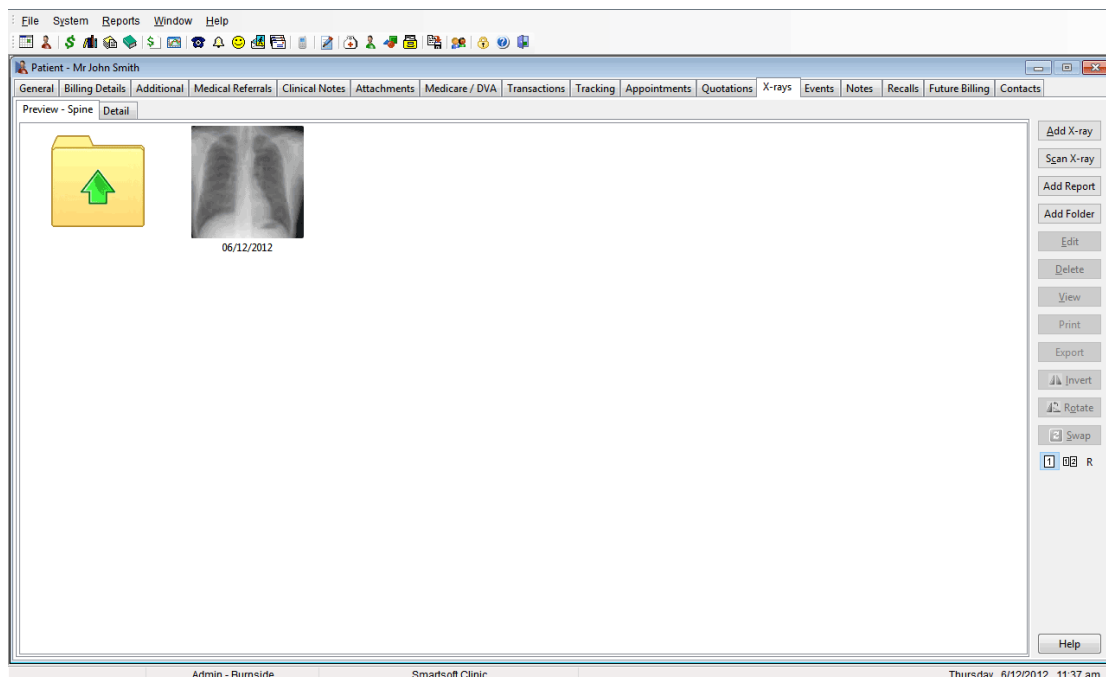 File System Reports Window Help
Patient - Mr John Smith
General Billing Details Additional Medical Referrals Clinical Notes Attachments Medicare / DVA Transactions Tracking Appointments Quotations X-rays Events Notes Recalls Future Billing Contacts
Preview - Spine Detail
06/12/2012
Add X-ray
Scan X-ray
Add Report
Add Folder
Edit
Delete
View
Print
Export
Invert
Rotate
2 Swap
1 12 R
Help
Admin - Burnside Smartsoft Clinic Thursday 6/12/2012 11:37 am